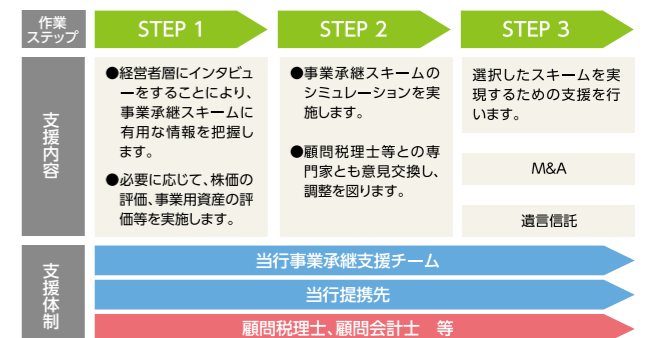 作業
ステップ
STEP 1
STEP 2
STEP 3
支援内容
●経営者層にインタビュ
ーをすることにより、
事業承継スキームに
有用な情報を把握し
ます。
●必要に応じて、株価の
評価、事業用資産の評
価等を実施します。
●事業承継スキームの
シミュレーションを実
施します。
●顧問税理士等との専
門家とも意見交換し、
調整を図ります。
選択したスキームを実
現するための支援を行
います。
M&A
遺言信託
支援体制
当行事業承継支援チーム
当行提携先
顧問税理士、顧問会計士　等